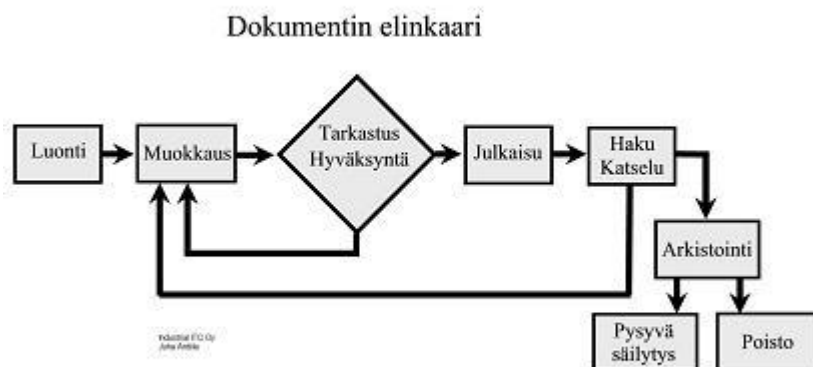 Dokumentin elinkaari
Luonti
Muokkaus
Tarkastus
Hyväksyntä
Julkaisu
Haku
Katselu
Arkistointi
Pysyvä
säilytys
Poisto